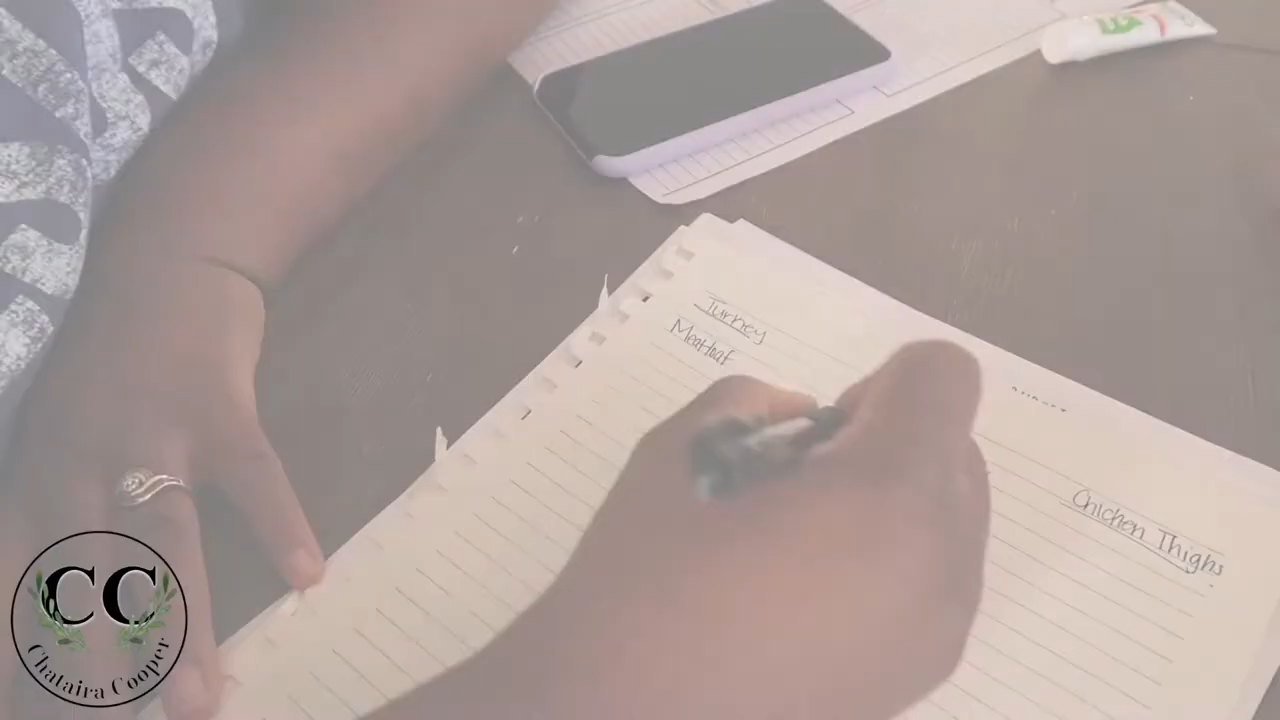 Turkey
Meatloaf
Chicken Thighs
CC
Chataira Cooper